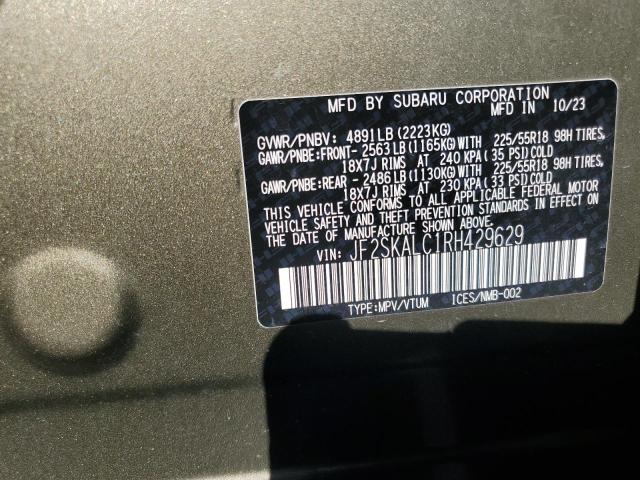 MFD BY SUBARU CORPORATION
MFD IN 10/23
GVWR/PNBV: 4891LB(2223KG)
GAWR/PNBE:FRONT- 2563LB(1165KG)WITH 225/55R18 98H TIRES,
18X7J RIMS AT 240 KPA(35 PSI)COLD
GAWR/PNBE:REAR - 2486LB(1130KG)WITH 225/55R18 98H TIRES,
18X7J RIMS AT 230 KPA(33 PSI)COLD
THIS VEHICLE CONFORMS TO ALL APPLICABLE FEDERAL MOTOR
VEHICLE SAFETY AND THEFT PREVENTION STANDARDS IN EFFECT ON
THE DATE OF MANUFACTURE SHOWN ABOVE.
VIN: JF2SKALC1RH429629
TYPE:MPV/VTUM ICES/NMB-002